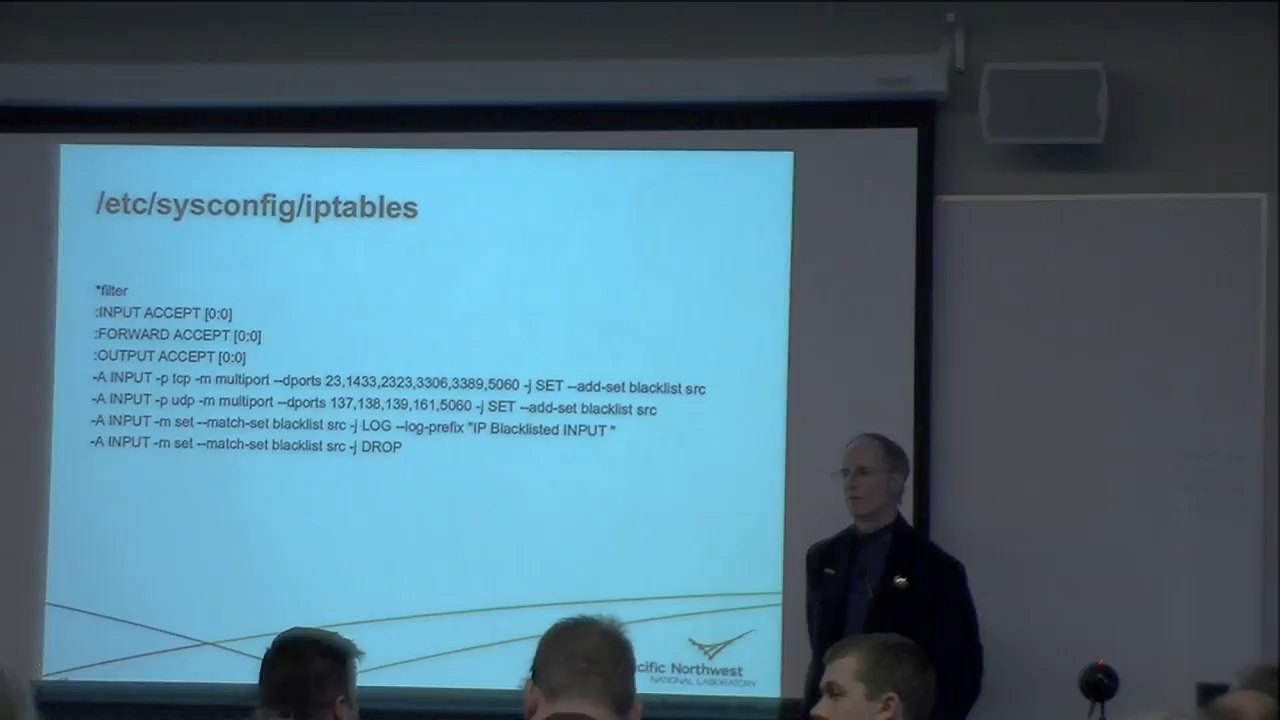 /etc/sysconfig/iptables
*filter
:INPUT ACCEPT [0:0]
:FORWARD ACCEPT [0:0]
:OUTPUT ACCEPT [0:0]
-A INPUT -p tcp -m multiport --dports 23,1433,2323,3306,3389,5060 -j SET --add-set blacklist src
-A INPUT -p udp -m multiport --dports 137,138,139,161,5060 -j SET --add-set blacklist src
-A INPUT -m set --match-set blacklist src -j LOG --log-prefix "IP Blacklisted INPUT "
-A INPUT -m set --match-set blacklist src -j DROP
cific Northwest
NATIONAL LABORATORY